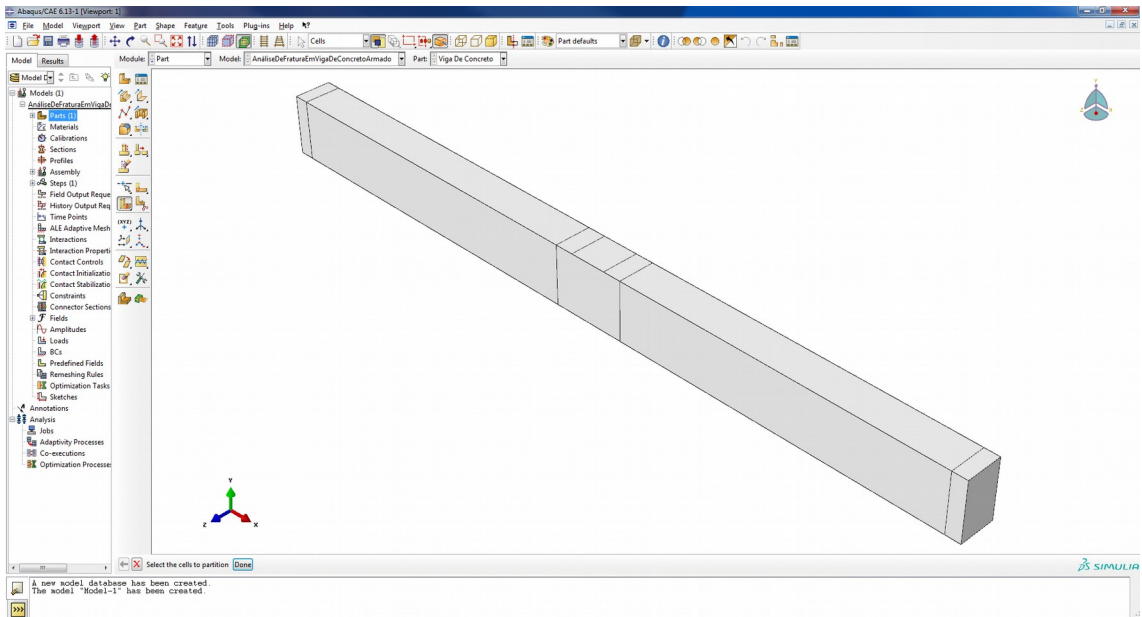 Abaqus/CAE 6.13-1 [Viewport: 1]
File Model Viewport View Part Shape Feature Tools Plug-ins Help
Cells
Part defaults
Model Results
Module: Part Model: AnáliseDeFraturaEmVigaDeConcretoArmado Part: Viga De Concreto
Model D
Models (1)
AnáliseDeFraturaEmVigaDe
Parts (1)
Materials
Calibrations
Sections
Profiles
Assembly
Steps (1)
Field Output Reque
History Output Req
Time Points
ALE Adaptive Mesh
Interactions
Interaction Properti
Contact Controls
Contact Initializatio
Contact Stabilizatio
Constraints
Connector Sections
Fields
Amplitudes
Loads
BCs
Predefined Fields
Remeshing Rules
Optimization Tasks
Sketches
Annotations
Analysis
Jobs
Adaptivity Processes
Co-executions
Optimization Processe
(XYZ)
Y
Z X
Select the cells to partition Done
SIMULIA
A new model database has been created.
The model "Model-1" has been created.
>>>